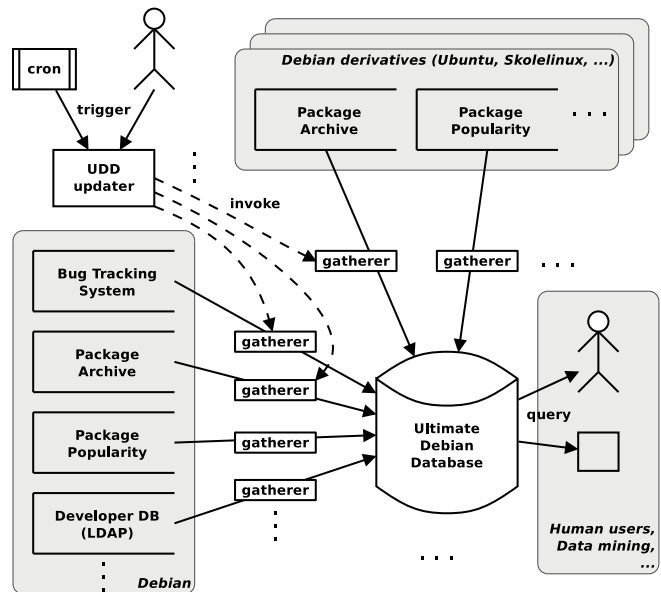 cron
trigger
UDD
updater
invoke
Debian derivatives (Ubuntu, Skolelinux, ...)
Package
Archive
Package
Popularity
. . .
gatherer
gatherer
. . .
Bug Tracking
System
Package
Archive
Package
Popularity
Developer DB
(LDAP)
Debian
gatherer
gatherer
gatherer
gatherer
Ultimate
Debian
Database
. . .
query
Human users,
Data mining,
...